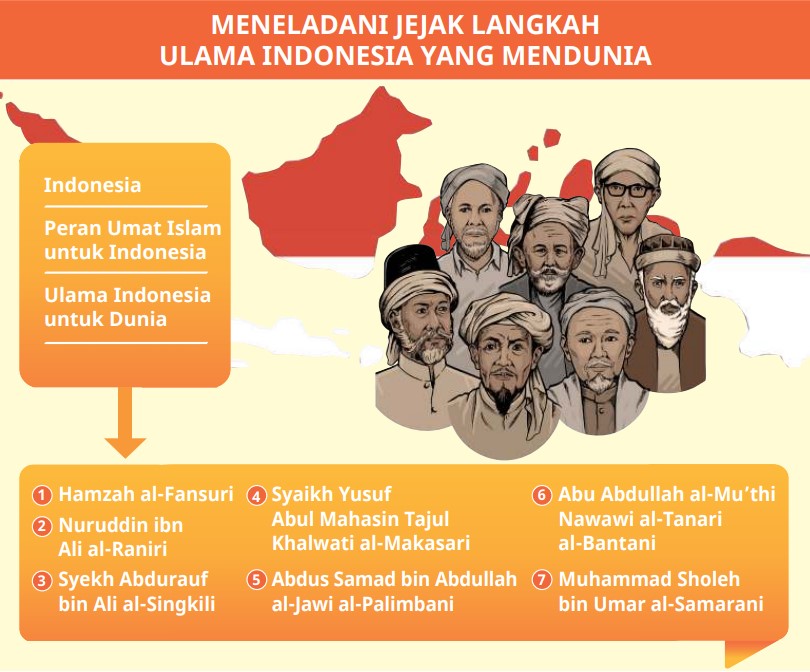 MENELADANI JEJAK LANGKAH
ULAMA INDONESIA YANG MENDUNIA
Indonesia
Peran Umat Islam
untuk Indonesia
Ulama Indonesia
untuk Dunia
1 Hamzah al-Fansuri
2 Nuruddin ibn
Ali al-Raniri
3 Syekh Abdurauf
bin Ali al-Singkili
4 Syaikh Yusuf
Abul Mahasin Tajul
Khalwati al-Makasari
5 Abdus Samad bin Abdullah
al-Jawi al-Palimbani
6 Abu Abdullah al-Mu’thi
Nawawi al-Tanari
al-Bantani
7 Muhammad Sholeh
bin Umar al-Samarani